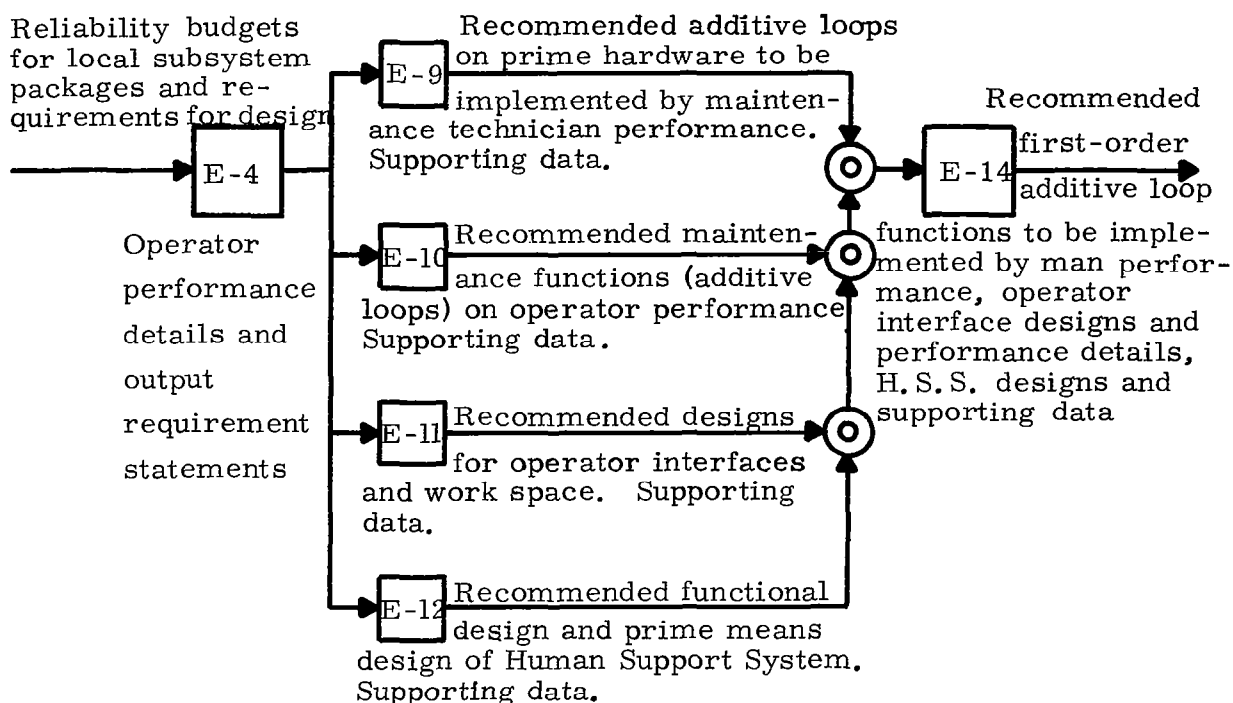 Reliability budgets
for local subsystem
packages and re-
quirements for design
E-4
Operator
performance
details and
output
requirement
statements
E-9
Recommended additive loops
on prime hardware to be
implemented by mainten-
ance technician performance.
Supporting data.
E-10
Recommended mainten-
ance functions (additive
loops) on operator performance
Supporting data.
E-11
Recommended designs
for operator interfaces
and work space. Supporting
data.
E-12
Recommended functional
design and prime means
design of Human Support System.
Supporting data.
E-14
Recommended
first-order
additive loop
functions to be imple-
mented by man perfor-
mance, operator
interface designs and
performance details,
H.S.S. designs and
supporting data